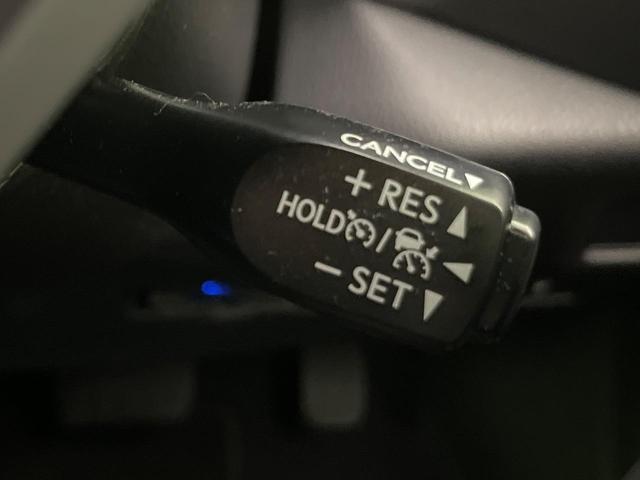 CANCEL
+ RES
HOLD /
- SET